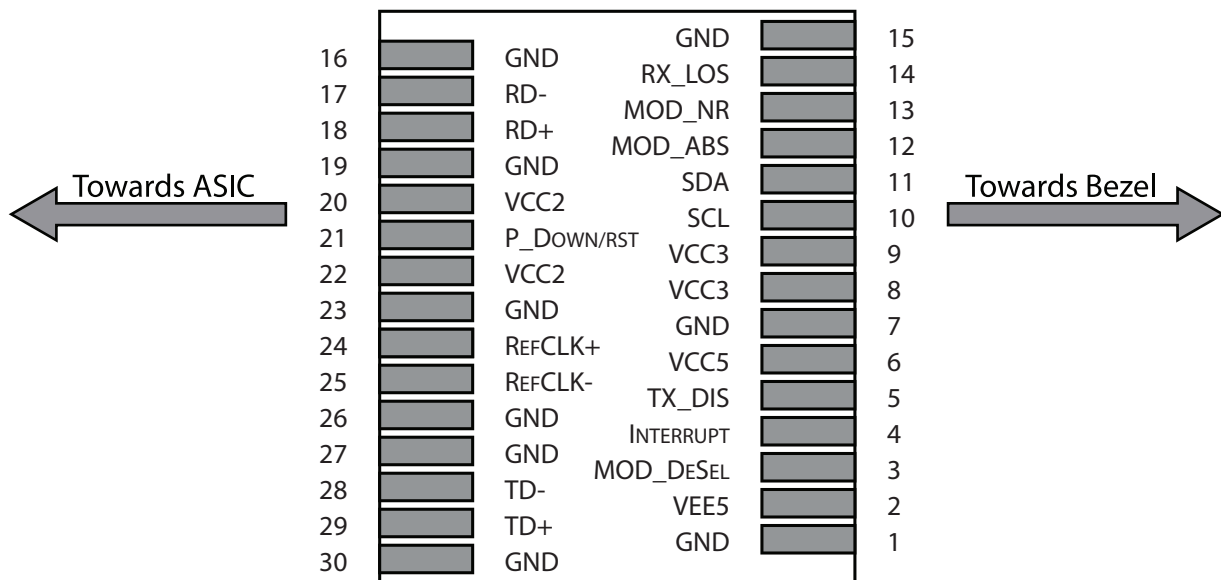 GND 15
16 GND
RX_LOS 14
17 RD-
MOD_NR 13
18 RD+
MOD_ABS 12
19 GND
SDA 11
Towards ASIC
Towards Bezel
20 VCC2
SCL 10
21 P_DOWN/RST
VCC3 9
22 VCC2
VCC3 8
23 GND
GND 7
24 REFCLK+
VCC5 6
25 REFCLK-
TX_DIS 5
26 GND
INTERRUPT 4
27 GND
MOD_DESEL 3
28 TD-
VEE5 2
29 TD+
GND 1
30 GND